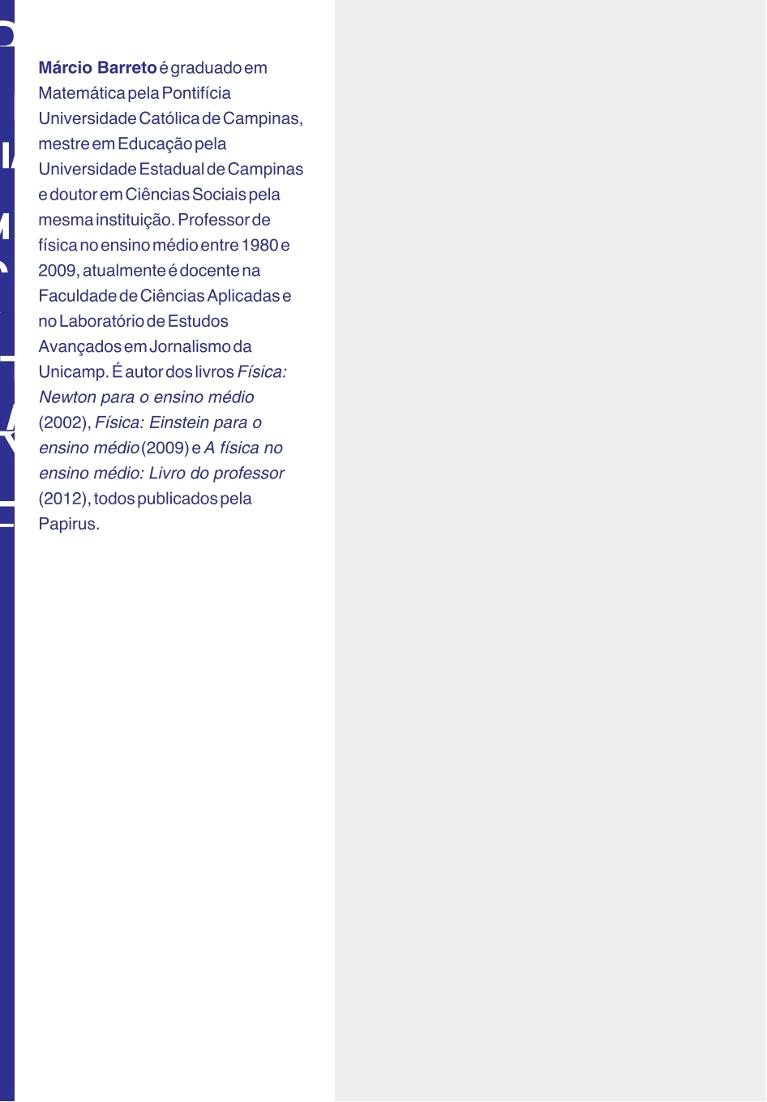 Márcio Barreto é graduado em
Matemática pela Pontifícia
Universidade Católica de Campinas,
mestre em Educação pela
Universidade Estadual de Campinas
e doutor em Ciências Sociais pela
mesma instituição. Professor de
física no ensino médio entre 1980 e
2009, atualmente é docente na
Faculdade de Ciências Aplicadas e
no Laboratório de Estudos
Avançados em Jornalismo da
Unicamp. É autor dos livros Física:
Newton para o ensino médio
(2002), Física: Einstein para o
ensino médio (2009) e A física no
ensino médio: Livro do professor
(2012), todos publicados pela
Papirus.